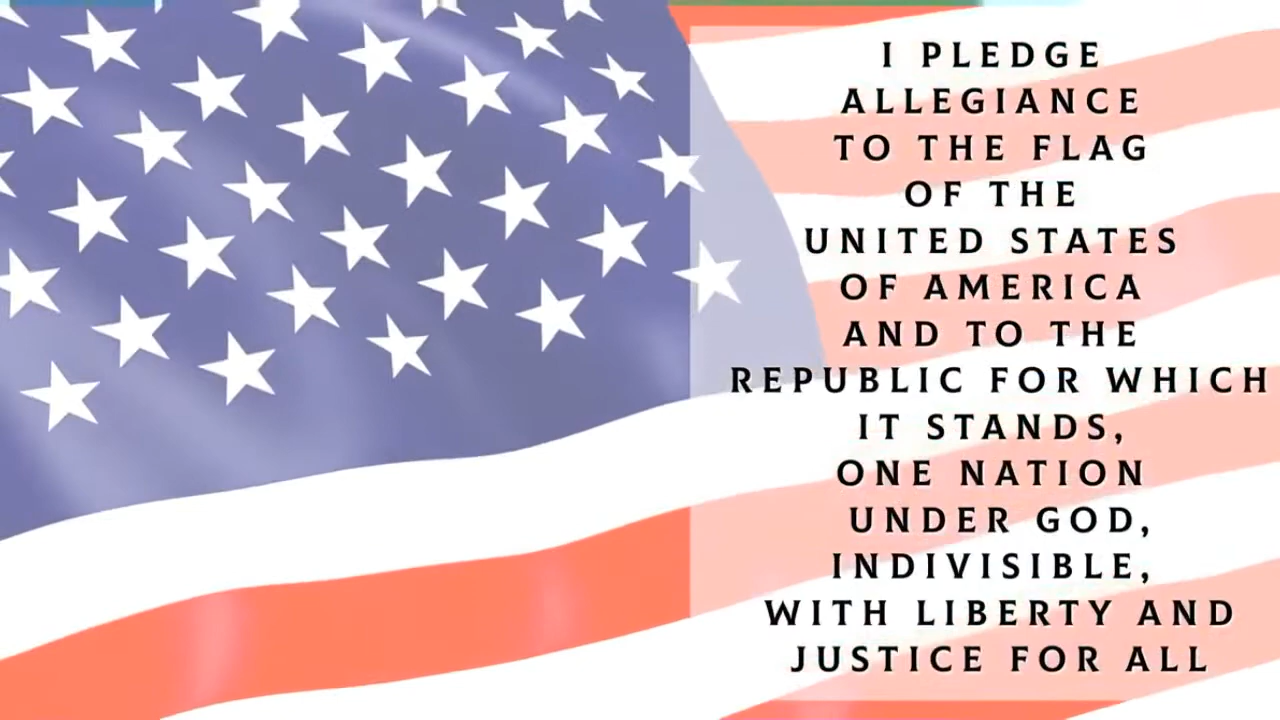 I PLEDGE
ALLEGIANCE
TO THE FLAG
OF THE
UNITED STATES
OF AMERICA
AND TO THE
REPUBLIC FOR WHICH
IT STANDS,
ONE NATION
UNDER GOD,
INDIVISIBLE,
WITH LIBERTY AND
JUSTICE FOR ALL